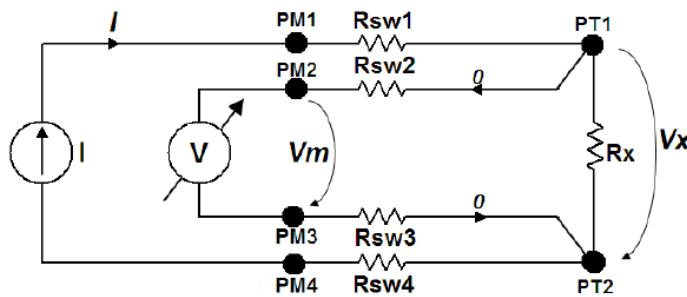 I PM1 Rsw1 PT1
PM2 Rsw2 0
I V Vm Rx Vx
PM3 Rsw3 0
PM4 Rsw4 PT2